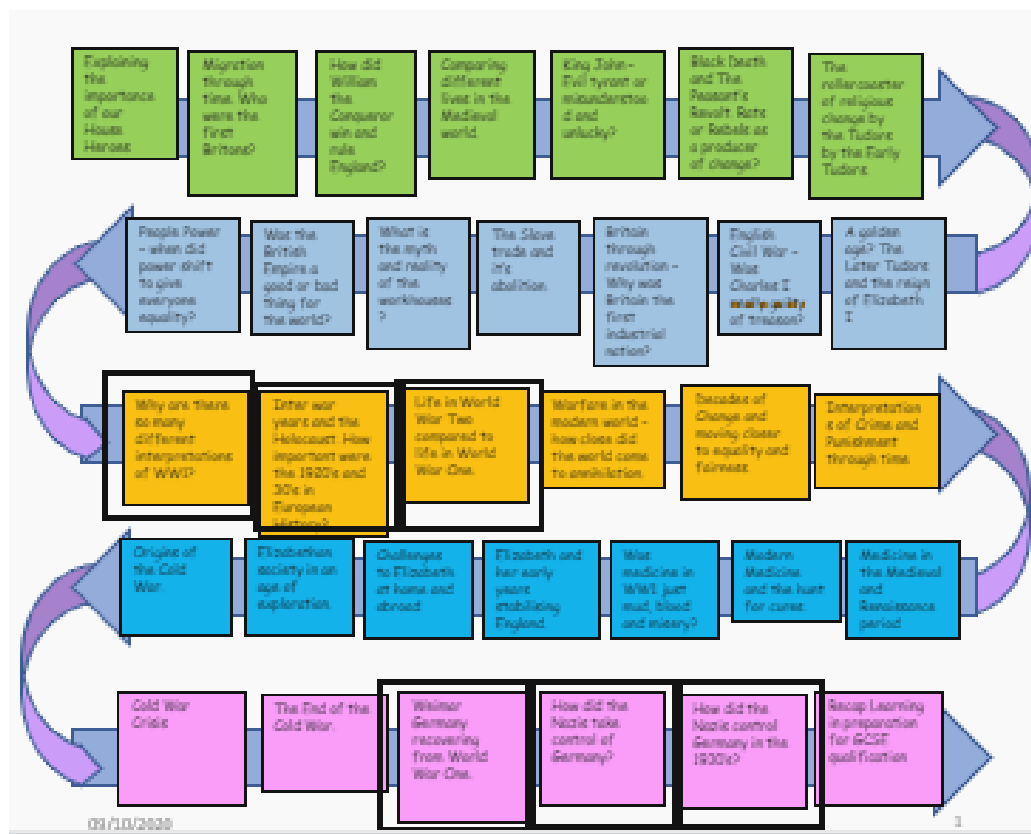 Explaining
the
importance
of our
House
Heroes
Migration
through
time. Who
were the
first
Britons?
How did
William
the
Conqueror
win and
rule
England?
Comparing
different
lives in the
Medieval
world.
King John-
Evil tyrant or
misunderstoo
d and
unlucky?
Black Death
and The
Peasant's
Revolt. Rats
or Rebels as
a producer
of change?
The
rollercoaster
of religious
change by
the Tudors
by the Early
Tudors
People Power
- when did
power shift
to give
everyone
equality?
Was the
British
Empire a
good or bad
thing for
the world?
What is
the myth
and reality
of the
workhouses
?
The Slave
trade and
it's
abolition.
Britain
through
revolution -
Why was
Britain the
first
industrial
nation?
English
Civil War -
Was
Charles I
really guilty
of treason?
A golden
age? The
Later Tudors
and the reign
of Elizabeth
I
Why are there
so many
different
interpretations
of WWI?
Inter war
years and the
Holocaust. How
important were
the 1920's and
30's in
European
History?
Life in World
War Two
compared to
life in World
War One.
Warfare in the
modern world -
how close did
the world come
to annihilation.
Decades of
Change and
moving closer
to equality and
fairness
Interpretation
s of Crime and
Punishment
through time
Origins of
the Cold
War.
Elizabethan
society in an
age of
exploration.
Challenges
to Elizabeth
at home and
abroad
Elizabeth and
her early
years
stabilising
England.
Was
medicine in
WW1 just
mud, blood
and misery?
Modern
Medicine
and the hunt
for cures.
Medicine in
the Medieval
and
Renaissance
period
Cold War
Crisis
The End of the
Cold War.
Weimar
Germany
recovering
from World
War One.
How did the
Nazis take
control of
Germany?
How did the
Nazis control
Germany in the
1930's?
Recap Learning
in preparation
for GCSE
qualification
09/10/2020
1